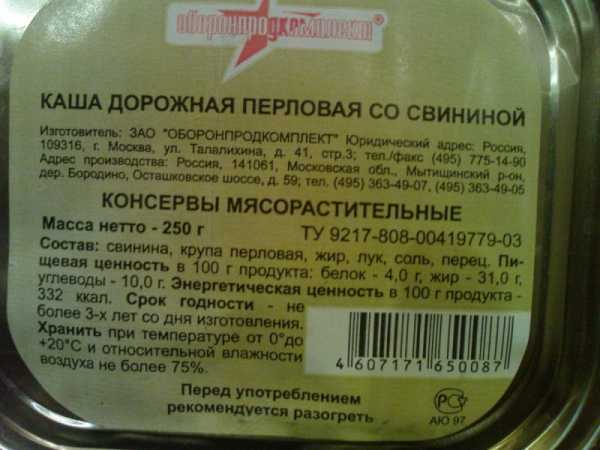 оборонпродкомплект®
КАША ДОРОЖНАЯ ПЕРЛОВАЯ СО СВИНИНОЙ
Изготовитель: ЗАО "ОБОРОНПРОДКОМПЛЕКТ" Юридический адрес: Россия,
109316, г. Москва, ул. Талалихина, д. 41, стр.3; тел./факс (495) 775-14-90
Адрес производства: Россия, 141061, Московская обл., Мытищинский р-он,
дер. Бородино, Осташковское шоссе, д. 59; тел. (495) 363-49-07, (495) 363-49-05
КОНСЕРВЫ МЯСОРАСТИТЕЛЬНЫЕ
Масса нетто - 250 г ТУ 9217-808-00419779-03
Состав: свинина, крупа перловая, жир, лук, соль, перец. Пи-
щевая ценность в 100 г продукта: белок - 4,0 г, жир - 31,0 г,
углеводы - 10,0 г. Энергетическая ценность в 100 г продукта -
332 ккал. Срок годности - не
более 3-х лет со дня изготовления.
Хранить при температуре от 0°до
+20°С и относительной влажности
воздуха не более 75%.
4 607171 650087
Перед употреблением
рекомендуется разогреть
РС
АЮ 97